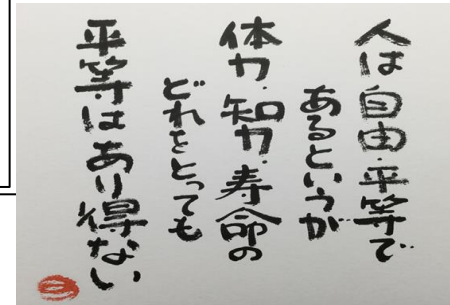 人は自由・平等で
あるというが
体力・知力・寿命の
どれをとっても
平等はあり得ない